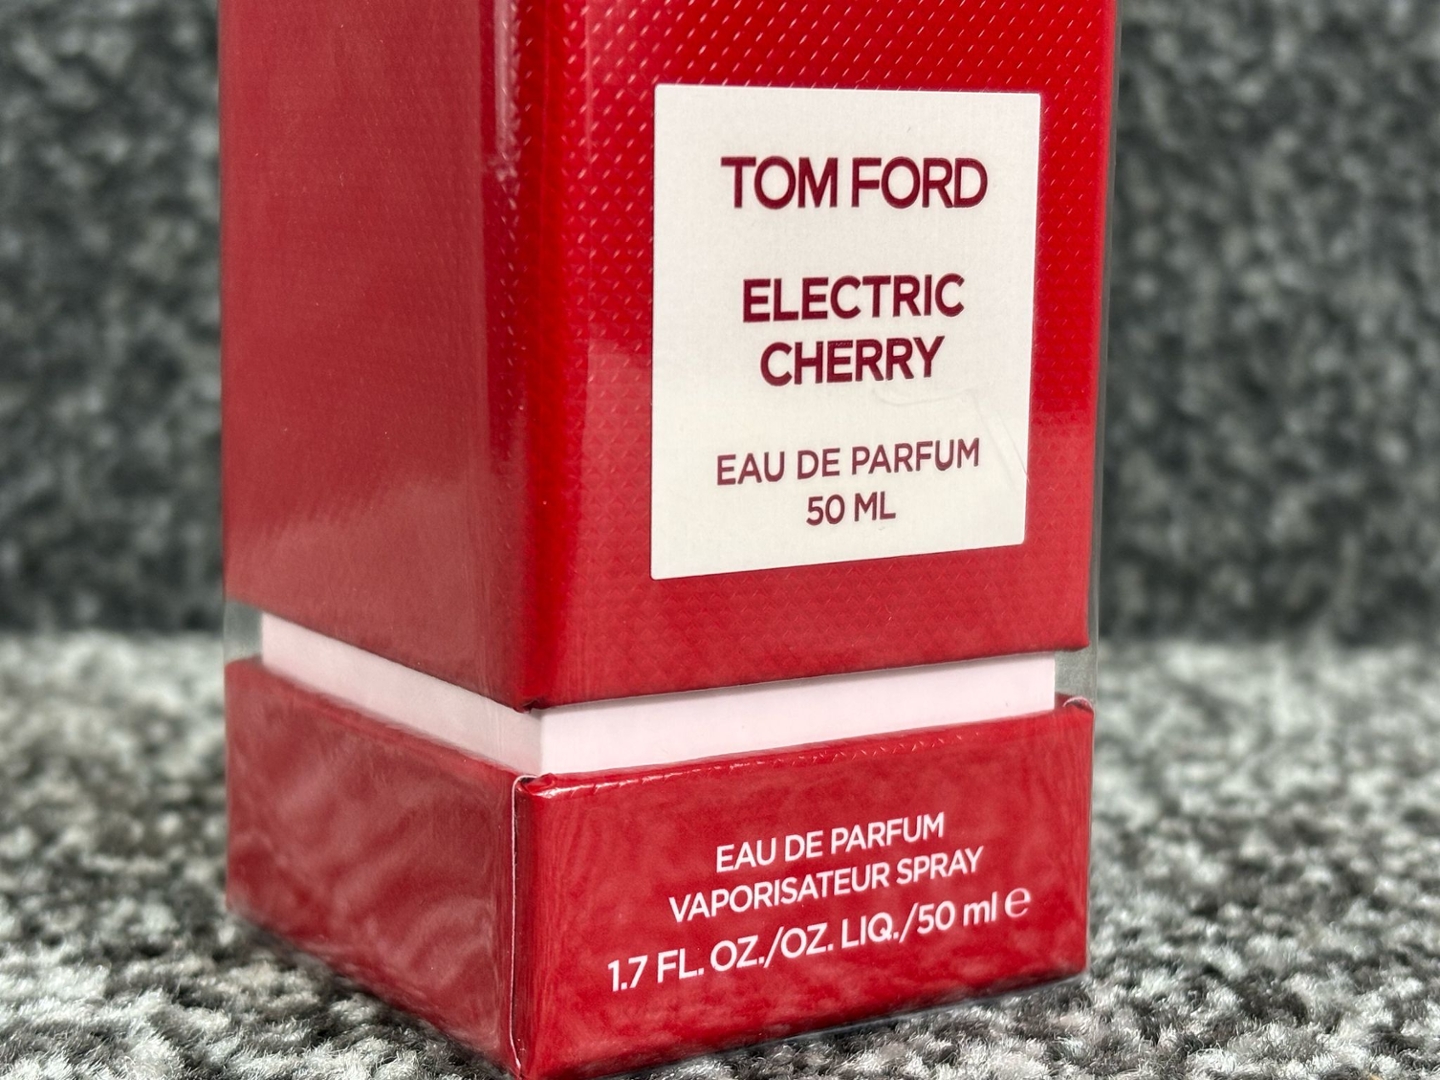 TOM FORD
ELECTRIC
CHERRY
EAU DE PARFUM
50 ML
EAU DE PARFUM
VAPORISATEUR SPRAY
1.7 FL. OZ./OZ. LIQ./50 ml ℮